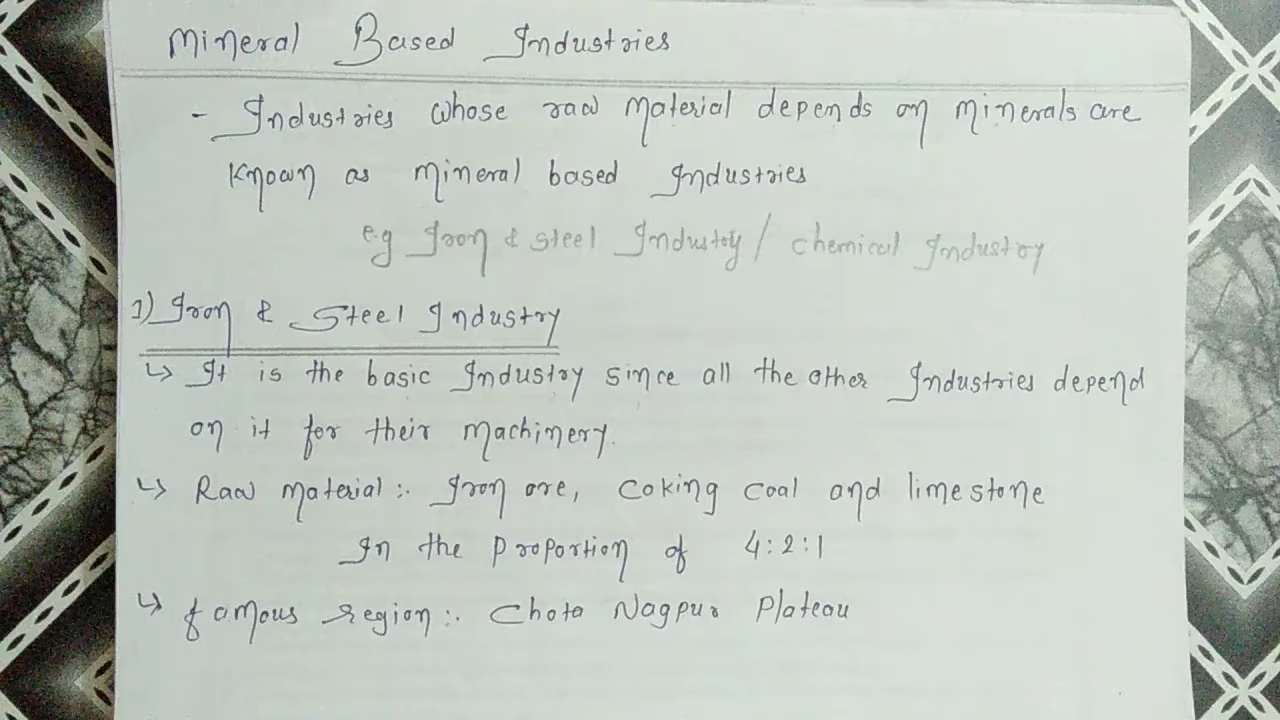 Mineral Based Industries
- Industries whose raw material depends on minerals are
known as mineral based Industries
e.g Iron & steel Industry / chemical Industry
1) Iron & Steel Industry
↳ It is the basic Industry since all the other Industries depend
on it for their machinery.
↳ Raw material :- Iron ore, coking coal and limestone
In the proportion of 4:2:1
↳ famous region :- Chota Nagpur Plateau